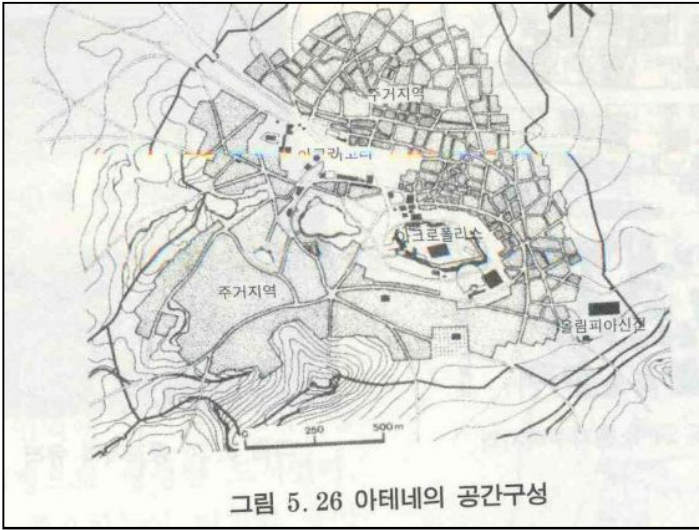 주거지역
아크로폴리스
주거지역
올림피아신전
0 250 500m
그림 5. 26 아테네의 공간구성